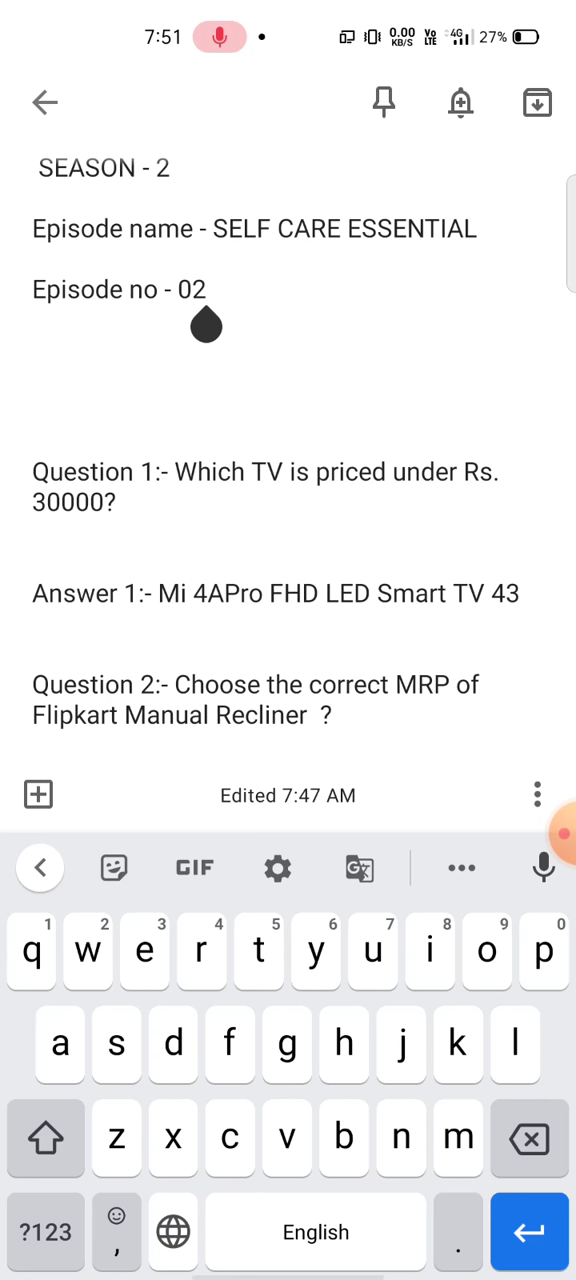 7:51 0.00 KB/S Vo LTE 4G 27%
SEASON - 2
Episode name - SELF CARE ESSENTIAL
Episode no - 02
Question 1:- Which TV is priced under Rs.
30000?
Answer 1:- Mi 4APro FHD LED Smart TV 43
Question 2:- Choose the correct MRP of
Flipkart Manual Recliner  ?
Edited 7:47 AM
GIF
1 2 3 4 5 6 7 8 9 0
q w e r t y u i o p
a s d f g h j k l
z x c v b n m
?123 , English .